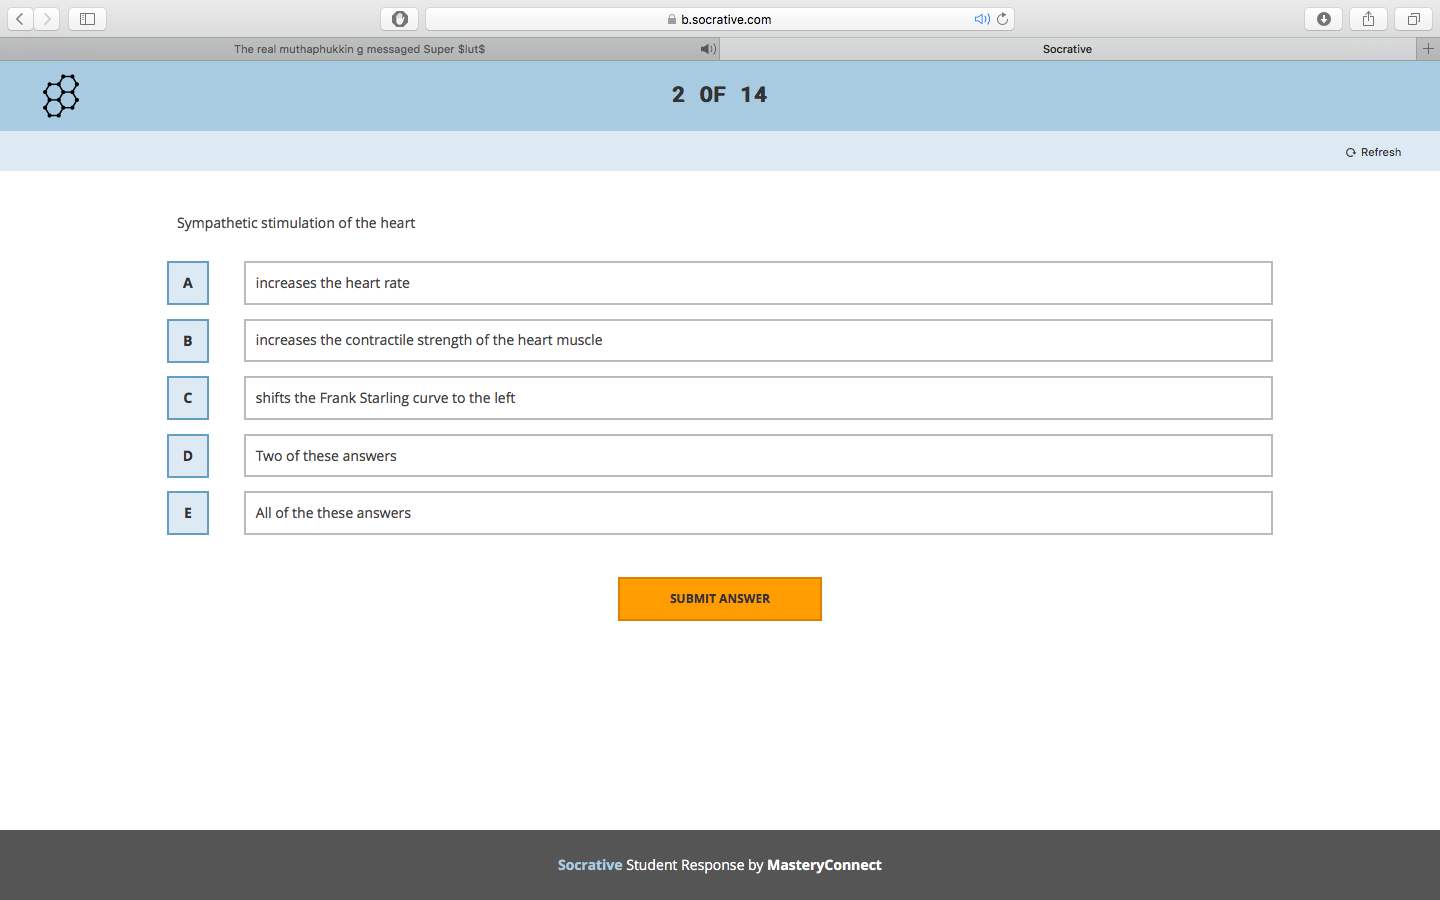 b.socrative.com
The real muthaphukkin g messaged Super $lut$
Socrative
2 OF 14
Refresh
Sympathetic stimulation of the heart
A increases the heart rate
B increases the contractile strength of the heart muscle
C shifts the Frank Starling curve to the left
D Two of these answers
E All of the these answers
SUBMIT ANSWER
Socrative Student Response by MasteryConnect